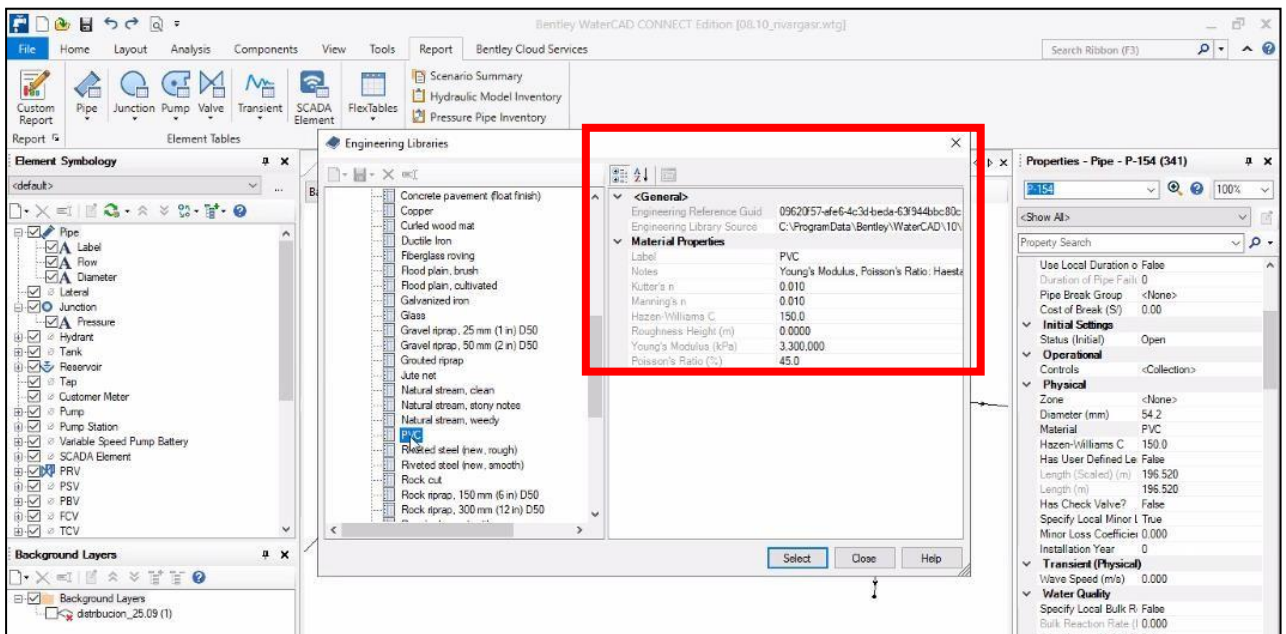 Bentley WaterCAD CONNECT Edition [08.10_nvargasr.wtg]
File Home Layout Analysis Components View Tools Report Bentley Cloud Services Search Ribbon (F3)
Custom Report
Pipe Junction Pump Valve Transient SCADA Element FlexTables
Scenario Summary
Hydraulic Model Inventory
Pressure Pipe Inventory
Report Element Tables
Element Symbology
<default>
Pipe
Label
Flow
Diameter
Lateral
Junction
Pressure
Hydrant
Tank
Reservoir
Tap
Customer Meter
Pump
Pump Station
Variable Speed Pump Battery
SCADA Element
PRV
PSV
PBV
FCV
TCV
Background Layers
Background Layers
distribucion_25.09 (1)
Engineering Libraries
Concrete pavement (float finish)
Copper
Curled wood mat
Ductile Iron
Fiberglass roving
Flood plain, brush
Flood plain, cultivated
Galvanized iron
Glass
Gravel riprap, 25 mm (1 in) D50
Gravel riprap, 50 mm (2 in) D50
Grouted riprap
Jute net
Natural stream, clean
Natural stream, stony notee
Natural stream, weedy
PVC
Riveted steel (new, rough)
Riveted steel (new, smooth)
Rock cut
Rock riprap, 150 mm (6 in) D50
Rock riprap, 300 mm (12 in) D50
<General>
Engineering Reference Guid 09620f57-afe6-4c3d-beda-63f944bbc80c
Engineering Library Source C:\ProgramData\Bentley\WaterCAD\10\
Material Properties
Label PVC
Notes Young's Modulus, Poisson's Ratio: Haesta
Kutter's n 0.010
Manning's n 0.010
Hazen-Williams C 150.0
Roughness Height (m) 0.0000
Young's Modulus (kPa) 3,300,000
Poisson's Ratio (%) 45.0
Select Close Help
Properties - Pipe - P-154 (341)
P-154 100%
<Show All>
Property Search
Use Local Duration o False
Duration of Pipe Failu 0
Pipe Break Group <None>
Cost of Break (S/) 0.00
Initial Settings
Status (Initial) Open
Operational
Controls <Collection>
Physical
Zone <None>
Diameter (mm) 54.2
Material PVC
Hazen-Williams C 150.0
Has User Defined Le False
Length (Scaled) (m) 196.520
Length (m) 196.520
Has Check Valve? False
Specify Local Minor L True
Minor Loss Coefficier 0.000
Installation Year 0
Transient (Physical)
Wave Speed (m/s) 0.000
Water Quality
Specify Local Bulk R False
Bulk Reaction Rate (l 0.000